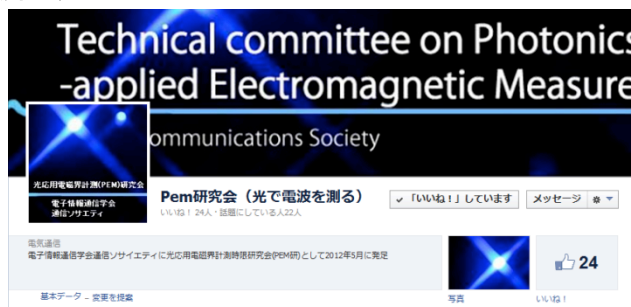 Technical committee on Photonics
-applied Electromagnetic Measure
ommunications Society
光応用電磁界計測(PEM)研究会
電子情報通信学会
通信ソサエティ
Pem研究会（光で電波を測る）
いいね！ 24人・話題にしている人22人
✓ 「いいね！」しています
メッセージ
電気通信
電子情報通信学会通信ソサイエティに光応用電磁界計測時限研究会(PEM研)として2012年5月に発足
24
基本データ - 変更を提案
写真
いいね！